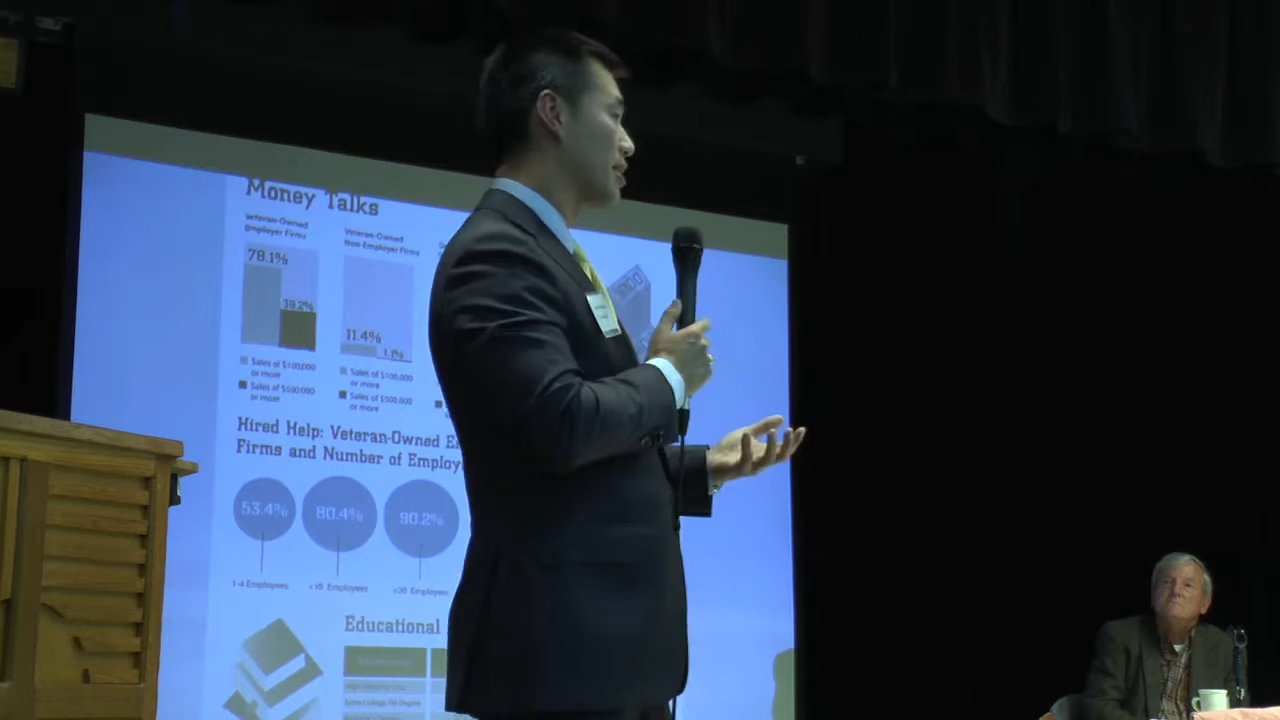 Money Talks
Veteran-Owned
Employer Firms
78.1%
39.2%
Sales of $100,000
or more
Sales of $500,000
or more
Veteran-Owned
Non-Employer Firms
11.4%
1.1%
Sales of $100,000
or more
Sales of $500,000
or more
$100
Hired Help: Veteran-Owned E
Firms and Number of Employ
53.4%
80.4%
90.2%
1-4 Employees
<10 Employees
<20 Employees
Educational